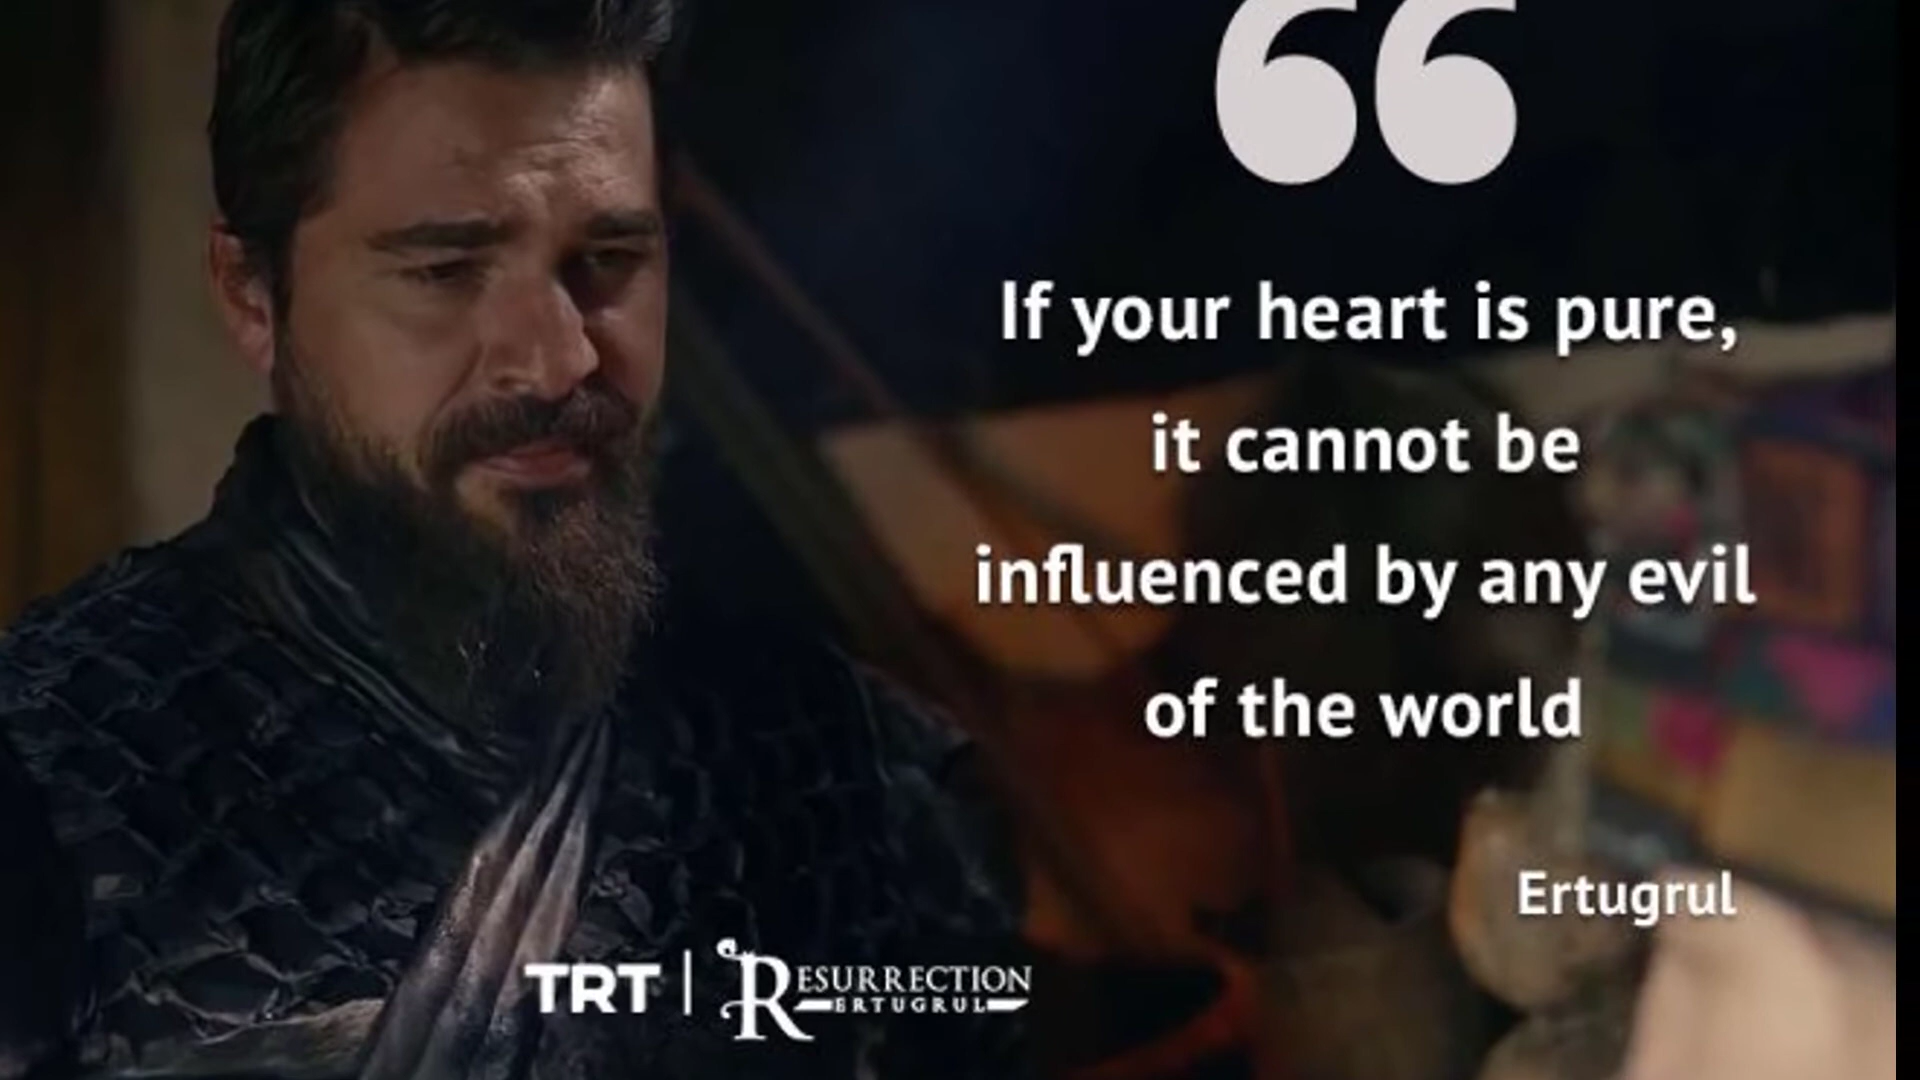 If your heart is pure,
it cannot be
influenced by any evil
of the world
Ertugrul
TRT | RESURRECTION
ERTUGRUL